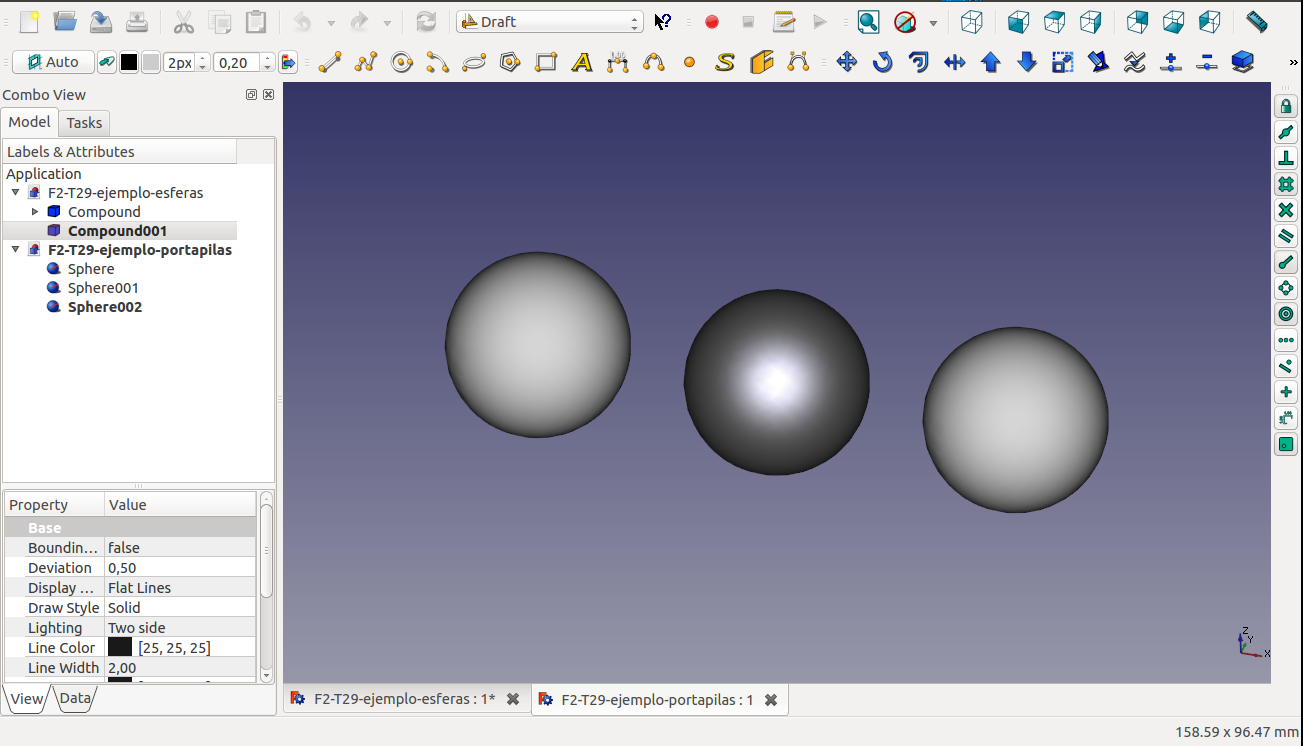 Draft
Auto
2px
0,20
Combo View
Model
Tasks
Labels & Attributes
Application
F2-T29-ejemplo-esferas
Compound
Compound001
F2-T29-ejemplo-portapilas
Sphere
Sphere001
Sphere002
Property Value
Base
Boundin... false
Deviation 0,50
Display ... Flat Lines
Draw Style Solid
Lighting Two side
Line Color [25, 25, 25]
Line Width 2,00
View Data
Z
Y
X
F2-T29-ejemplo-esferas : 1*
F2-T29-ejemplo-portapilas : 1
158.59 x 96.47 mm